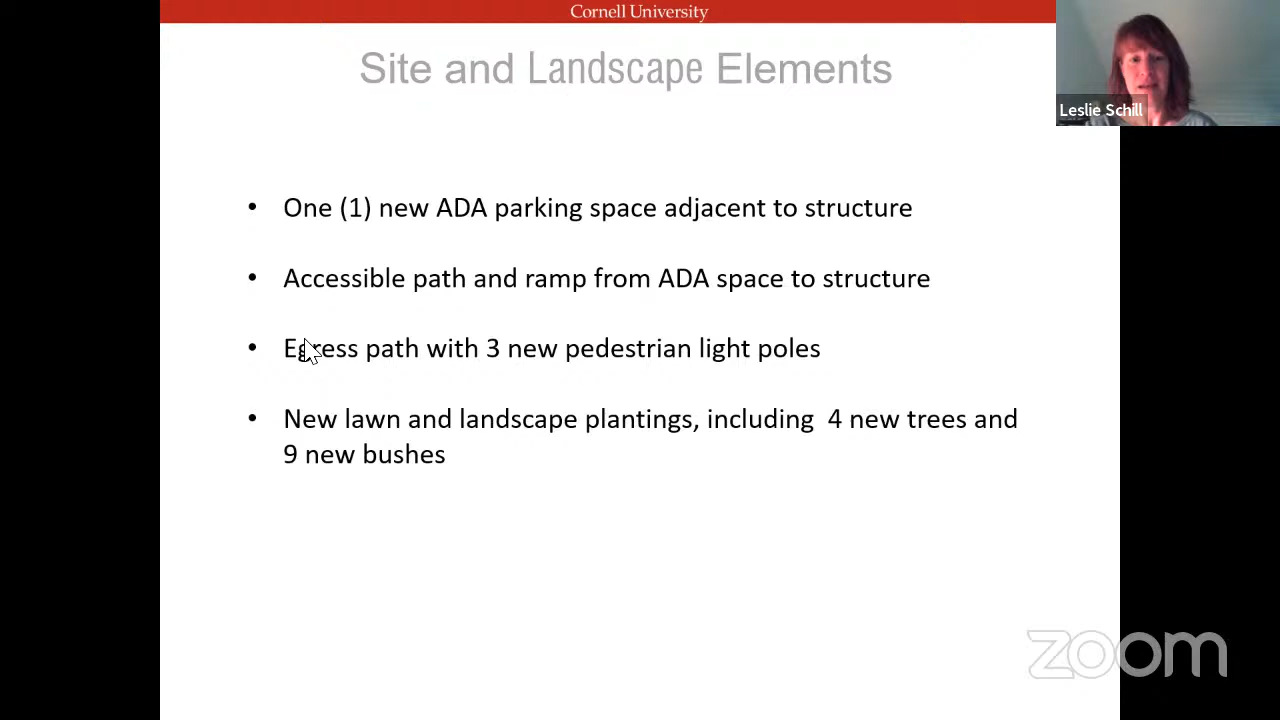 Cornell University
Site and Landscape Elements
Leslie Schill
• One (1) new ADA parking space adjacent to structure
• Accessible path and ramp from ADA space to structure
• Egress path with 3 new pedestrian light poles
• New lawn and landscape plantings, including 4 new trees and
9 new bushes
zoom